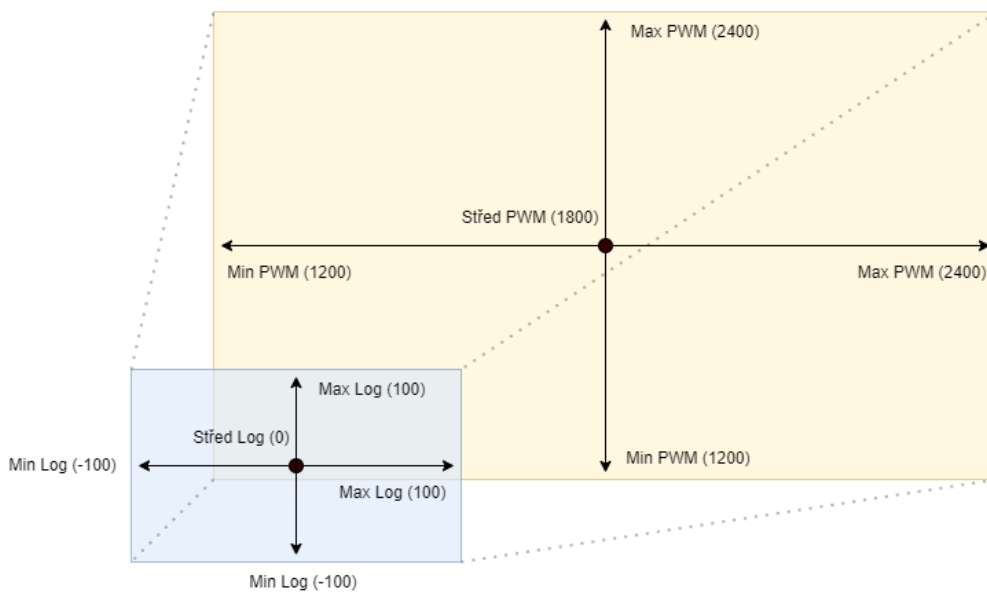 Max PWM (2400)
Střed PWM (1800)
Min PWM (1200)
Max PWM (2400)
Max Log (100)
Střed Log (0)
Min PWM (1200)
Min Log (-100)
Max Log (100)
Min Log (-100)